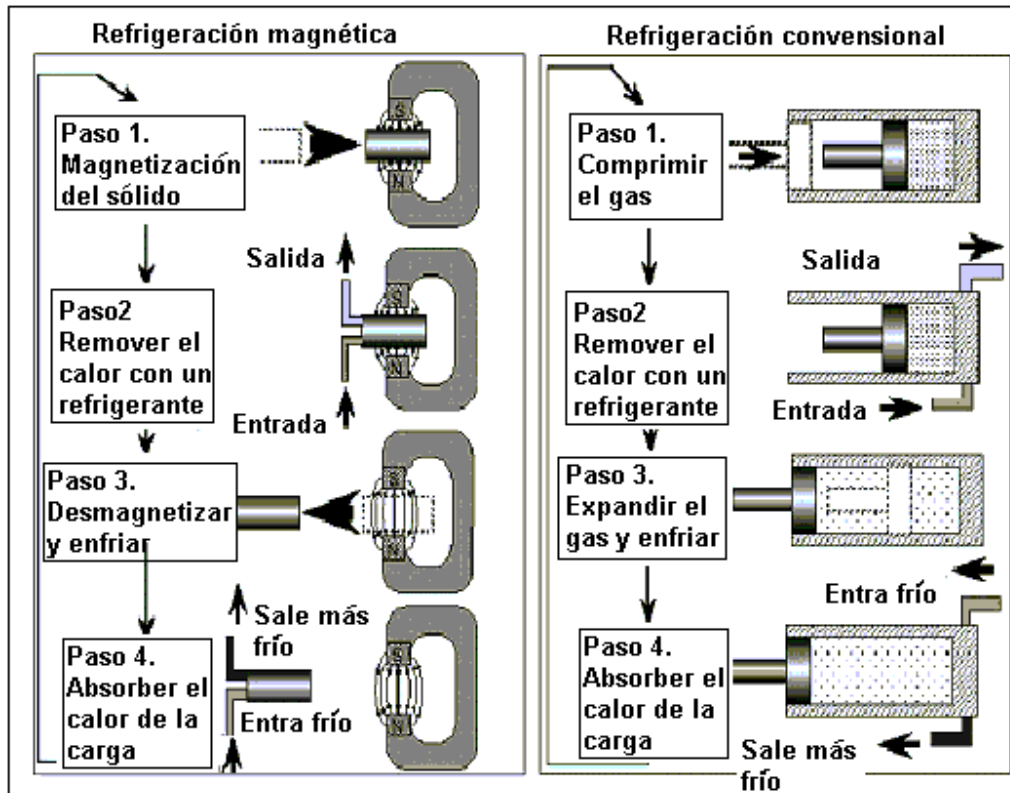 Refrigeración magnética
Paso 1.
Magnetización
del sólido
S
N
Salida
Paso2
Remover el
calor con un
refrigerante
S
N
Entrada
Paso 3.
Desmagnetizar
y enfriar
S
N
Sale más
frío
Paso 4.
Absorber el
calor de la
carga
Entra frío
S
N
Refrigeración convensional
Paso 1.
Comprimir
el gas
Salida
Paso2
Remover el
calor con un
refrigerante
Entrada
Paso 3.
Expandir el
gas y enfriar
Entra frío
Paso 4.
Absorber el
calor de la
carga
Sale más
frío